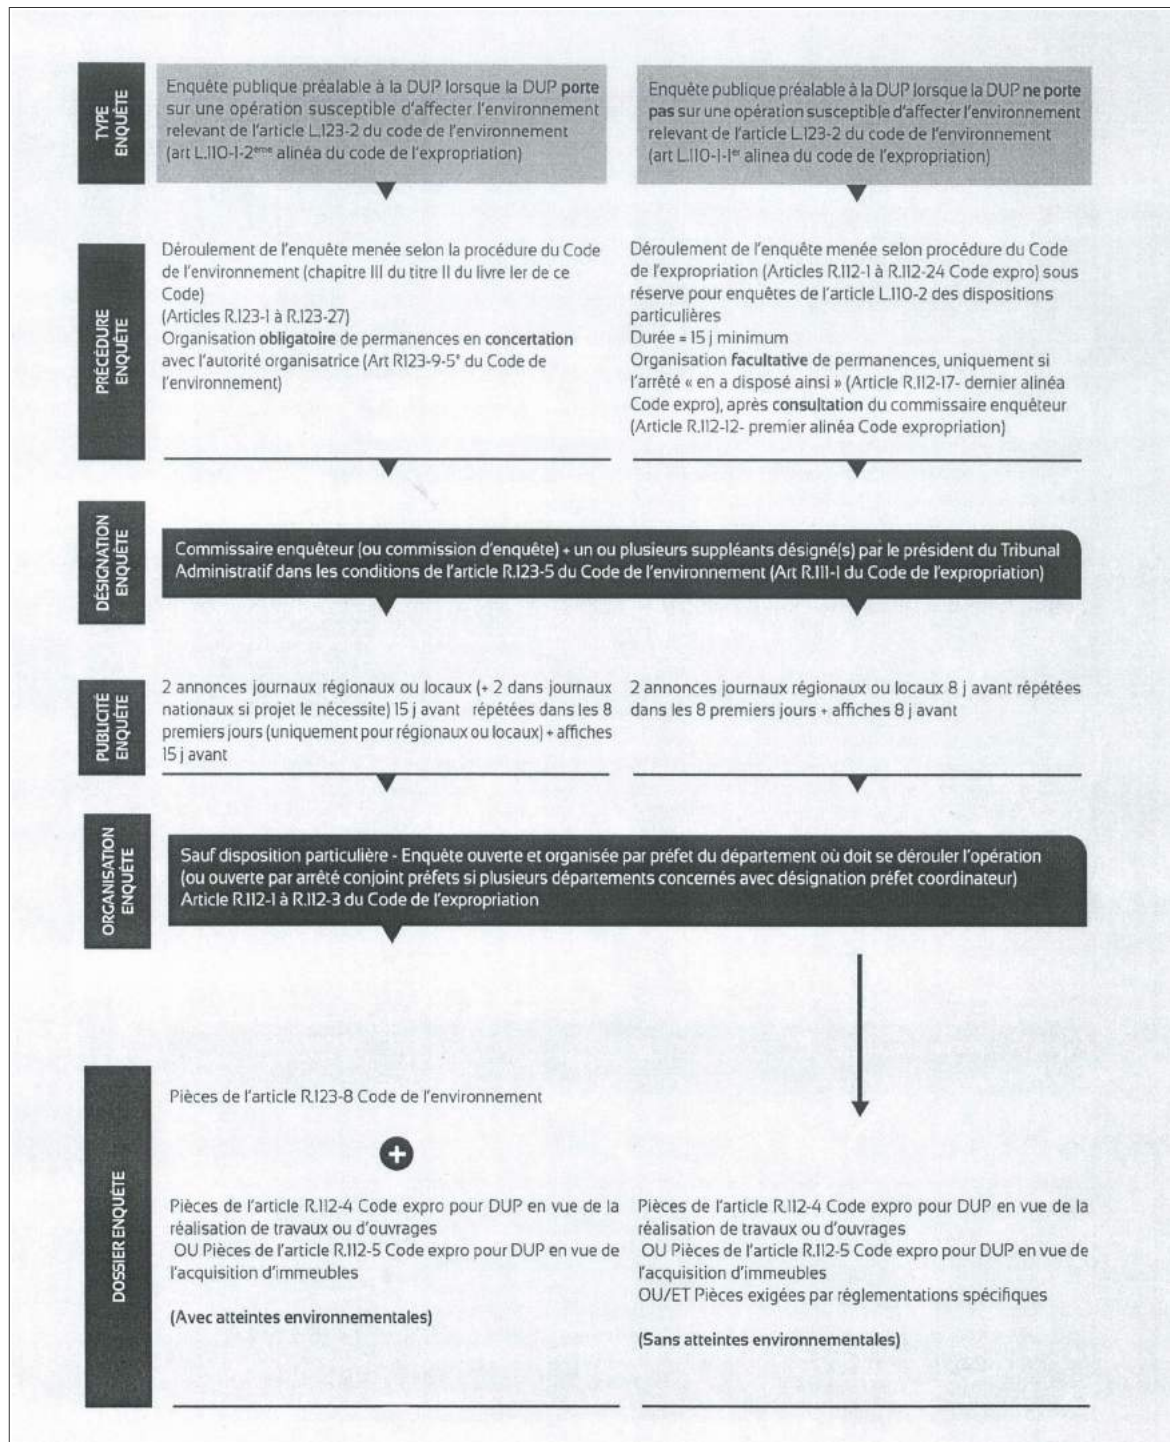 TYPE
ENQUÊTE
Enquête publique préalable à la DUP lorsque la DUP porte
sur une opération susceptible d'affecter l'environnement
relevant de l'article L.123-2 du code de l'environnement
(art L.110-1-2ème alinéa du code de l'expropriation)
Enquête publique préalable à la DUP lorsque la DUP ne porte
pas sur une opération susceptible d'affecter l'environnement
relevant de l'article L.123-2 du code de l'environnement
(art L.110-1-1er alinea du code de l'expropriation)
PRÉCÉDURE
ENQUÊTE
Déroulement de l'enquête menée selon la procédure du Code
de l'environnement (chapitre III du titre II du livre Ier de ce
Code)
(Articles R.123-1 à R.123-27)
Organisation obligatoire de permanences en concertation
avec l'autorité organisatrice (Art R123-9-5° du Code de
l'environnement)
Déroulement de l'enquête menée selon procédure du Code
de l'expropriation (Articles R.112-1 à R.112-24 Code expro) sous
réserve pour enquêtes de l'article L.110-2 des dispositions
particulières
Durée = 15 j minimum
Organisation facultative de permanences, uniquement si
l'arrêté « en a disposé ainsi » (Article R.112-17- dernier alinéa
Code expro), après consultation du commissaire enquêteur
(Article R.112-12- premier alinéa Code expropriation)
DÉSIGNATION
ENQUÊTE
Commissaire enquêteur (ou commission d'enquête) + un ou plusieurs suppléants désigné(s) par le président du Tribunal
Administratif dans les conditions de l'article R.123-5 du Code de l'environnement (Art R.111-1 du Code de l'expropriation)
PUBLICITÉ
ENQUÊTE
2 annonces journaux régionaux ou locaux (+ 2 dans journaux
nationaux si projet le nécessite) 15 j avant répétées dans les 8
premiers jours (uniquement pour régionaux ou locaux) + affiches
15 j avant
2 annonces journaux régionaux ou locaux 8 j avant répétées
dans les 8 premiers jours + affiches 8 j avant
ORGANISATION
ENQUÊTE
Sauf disposition particulière - Enquête ouverte et organisée par préfet du département où doit se dérouler l'opération
(ou ouverte par arrêté conjoint préfets si plusieurs départements concernés avec désignation préfet coordinateur)
Article R.112-1 à R.112-3 du Code de l'expropriation
DOSSIER ENQUÊTE
Pièces de l'article R.123-8 Code de l'environnement
+
Pièces de l'article R.112-4 Code expro pour DUP en vue de la
réalisation de travaux ou d'ouvrages
OU Pièces de l'article R.112-5 Code expro pour DUP en vue de
l'acquisition d'immeubles
(Avec atteintes environnementales)
Pièces de l'article R.112-4 Code expro pour DUP en vue de la
réalisation de travaux ou d'ouvrages
OU Pièces de l'article R.112-5 Code expro pour DUP en vue de
l'acquisition d'immeubles
OU/ET Pièces exigées par réglementations spécifiques
(Sans atteintes environnementales)